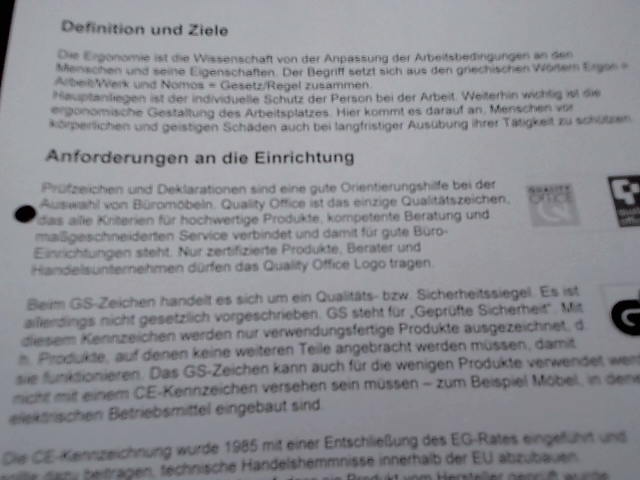 Definition und Ziele
Die Ergonomie ist die Wissenschaft von der Anpassung der Arbeitsbedingungen an den
Menschen und seine Eigenschaften. Der Begriff setzt sich aus den griechischen Wörtern Ergon =
Arbeit/Werk und Nomos = Gesetz/Regel zusammen.
Hauptanliegen ist der individuelle Schutz der Person bei der Arbeit. Weiterhin wichtig ist die
ergonomische Gestaltung des Arbeitsplatzes. Hier kommt es darauf an, Menschen vor
körperlichen und geistigen Schäden auch bei langfristiger Ausübung ihrer Tätigkeit zu schützen.
Anforderungen an die Einrichtung
Prüfzeichen und Deklarationen sind eine gute Orientierungshilfe bei der
Auswahl von Büromöbeln. Quality Office ist das einzige Qualitätszeichen,
das alle Kriterien für hochwertige Produkte, kompetente Beratung und
maßgeschneiderten Service verbindet und damit für gute Büro-
Einrichtungen steht. Nur zertifizierte Produkte, Berater und
Handelsunternehmen dürfen das Quality Office Logo tragen.
QUALITY
OFFICE
Beim GS-Zeichen handelt es sich um ein Qualitäts- bzw. Sicherheitssiegel. Es ist
allerdings nicht gesetzlich vorgeschrieben. GS steht für „Geprüfte Sicherheit". Mit
diesem Kennzeichen werden nur verwendungsfertige Produkte ausgezeichnet, d.
h. Produkte, auf denen keine weiteren Teile angebracht werden müssen, damit
sie funktionieren. Das GS-Zeichen kann auch für die wenigen Produkte verwendet
nicht mit einem CE-Kennzeichen versehen sein müssen – zum Beispiel Möbel, in
elektrischen Betriebsmittel eingebaut sind.
Die CE-Kennzeichnung wurde 1985 mit einer Entschließung des EG-Rates eingeführt und
sollte dazu beitragen, technische Handelshemmnisse innerhalb der EU abzubauen.